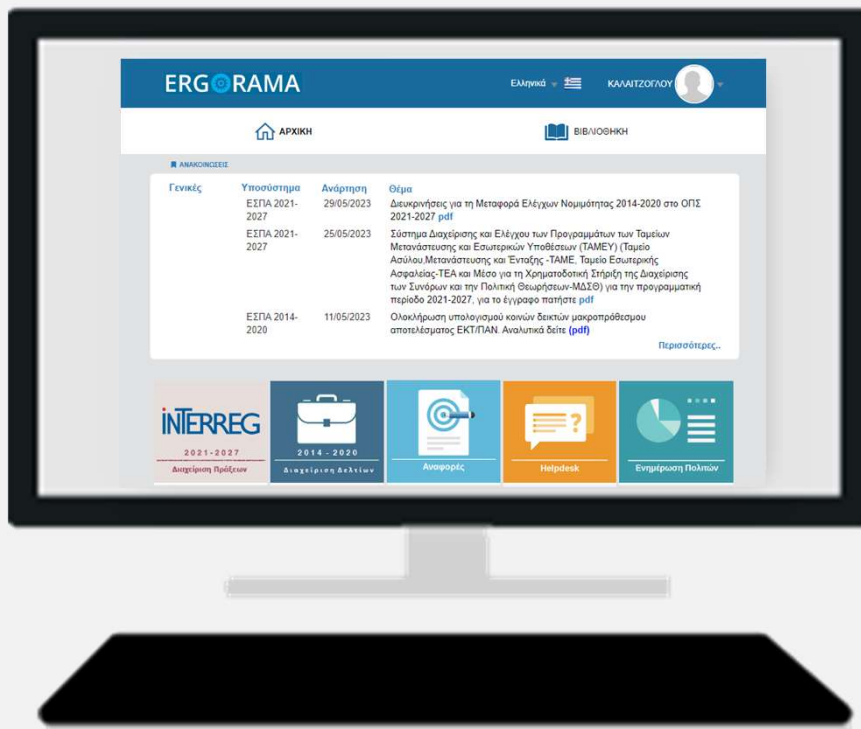 ERGORAMA
Ελληνικά
ΚΑΛΑΙΤΖΟΓΛΟΥ
ΑΡΧΙΚΗ
ΒΙΒΛΙΟΘΗΚΗ
ΑΝΑΚΟΙΝΩΣΕΙΣ
Γενικές Υποσύστημα Ανάρτηση Θέμα
ΕΣΠΑ 2021- 29/05/2023 Διευκρινήσεις για τη Μεταφορά Ελέγχων Νομιμότητας 2014-2020 στο ΟΠΣ
2027 2021-2027 pdf
ΕΣΠΑ 2021- 25/05/2023 Σύστημα Διαχείρισης και Ελέγχου των Προγραμμάτων των Ταμείων
2027 Μετανάστευσης και Εσωτερικών Υποθέσεων (ΤΑΜΕΥ) (Ταμείο
Ασύλου,Μετανάστευσης και Ένταξης -ΤΑΜΕ, Ταμείο Εσωτερικής
Ασφαλείας-ΤΕΑ και Μέσο για τη Χρηματοδοτική Στήριξη της Διαχείρισης
των Συνόρων και την Πολιτική Θεωρήσεων-ΜΔΣΘ) για την προγραμματική
περίοδο 2021-2027, για το έγγραφο πατήστε pdf
ΕΣΠΑ 2014- 11/05/2023 Ολοκλήρωση υπολογισμού κοινών δεικτών μακροπρόθεσμου
2020 αποτελέσματος ΕΚΤ/ΠΑΝ. Αναλυτικά δείτε (pdf)
Περισσότερες..
iNTERREG
2021-2027
Διαχείριση Πράξεων
2014 - 2020
Διαχείριση Δελτίων
Αναφορές
?
Helpdesk
Ενημέρωση Πολιτών